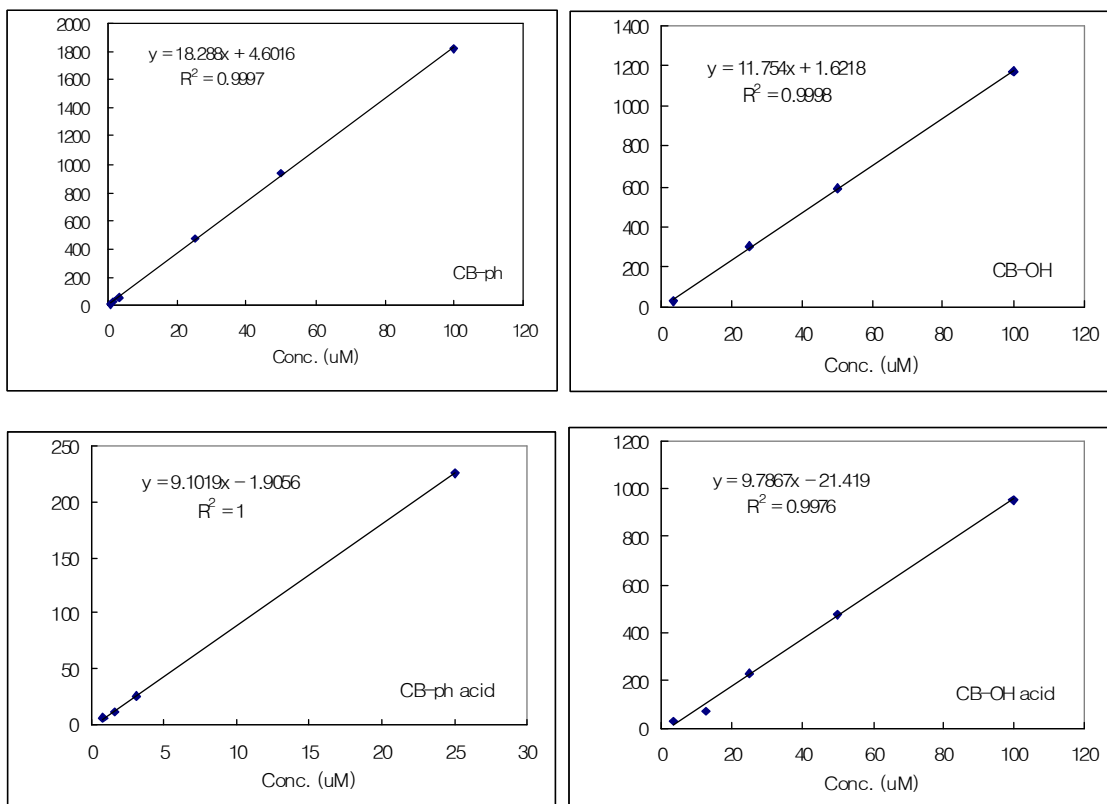 2000
1800
1600
1400
1200
1000
800
600
400
200
0
y = 18.288x + 4.6016
R² = 0.9997
CB-ph
0 20 40 60 80 100 120
Conc. (uM)
1400
1200
1000
800
600
400
200
0
y = 11.754x + 1.6218
R² = 0.9998
CB-OH
0 20 40 60 80 100 120
Conc. (uM)
250
200
150
100
50
0
y = 9.1019x - 1.9056
R² = 1
CB-ph acid
0 5 10 15 20 25 30
Conc. (uM)
1200
1000
800
600
400
200
0
y = 9.7867x - 21.419
R² = 0.9976
CB-OH acid
0 20 40 60 80 100 120
Conc. (uM)